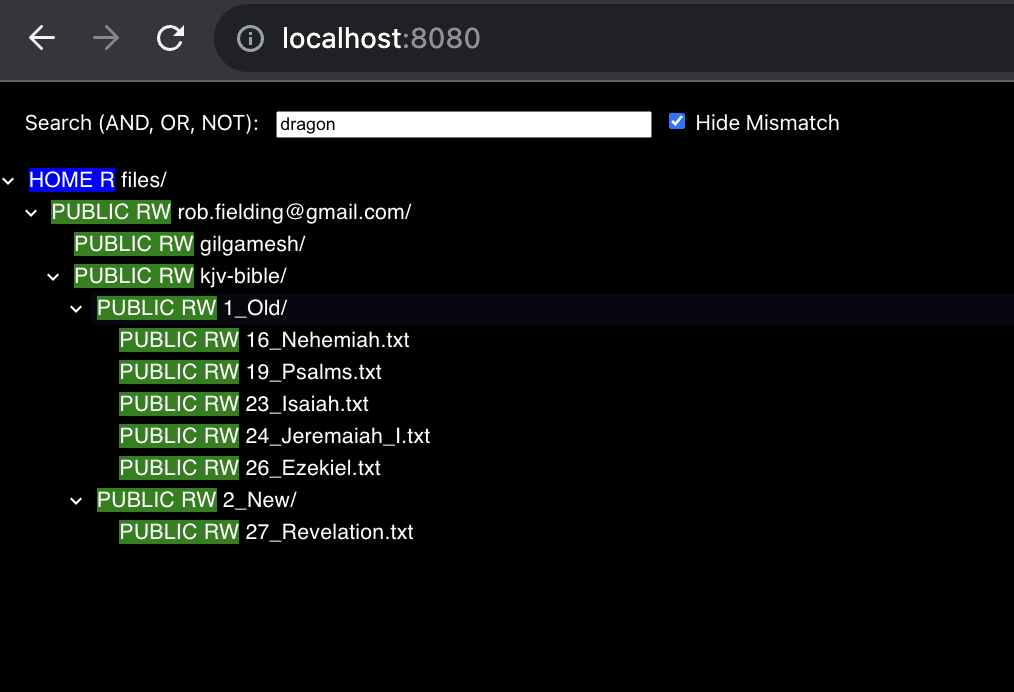 localhost:8080
Search (AND, OR, NOT): dragon Hide Mismatch
HOME R files/
PUBLIC RW rob.fielding@gmail.com/
PUBLIC RW gilgamesh/
PUBLIC RW kjv-bible/
PUBLIC RW 1_Old/
PUBLIC RW 16_Nehemiah.txt
PUBLIC RW 19_Psalms.txt
PUBLIC RW 23_Isaiah.txt
PUBLIC RW 24_Jeremaiah_I.txt
PUBLIC RW 26_Ezekiel.txt
PUBLIC RW 2_New/
PUBLIC RW 27_Revelation.txt